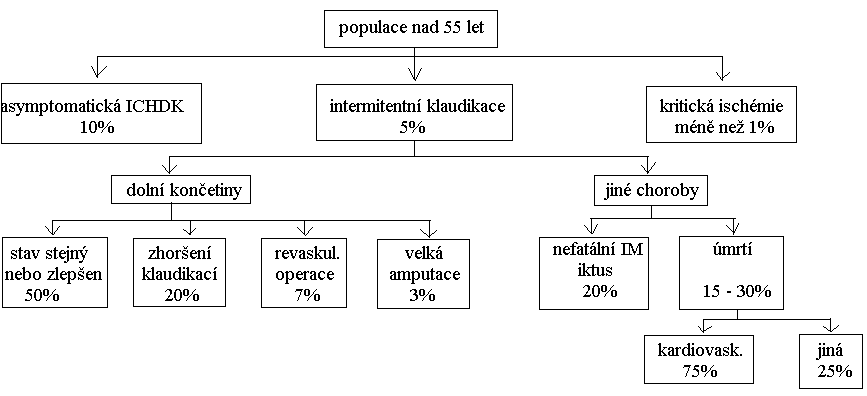 populace nad 55 let
asymptomatická ICHDK
10%
intermitentní klaudikace
5%
kritická ischémie
méně než 1%
dolní končetiny
jiné choroby
stav stejný
nebo zlepšen
50%
zhoršení
klaudikací
20%
revaskul.
operace
7%
velká
amputace
3%
nefatální IM
iktus
20%
úmrtí
15 - 30%
kardiovask.
75%
jiná
25%